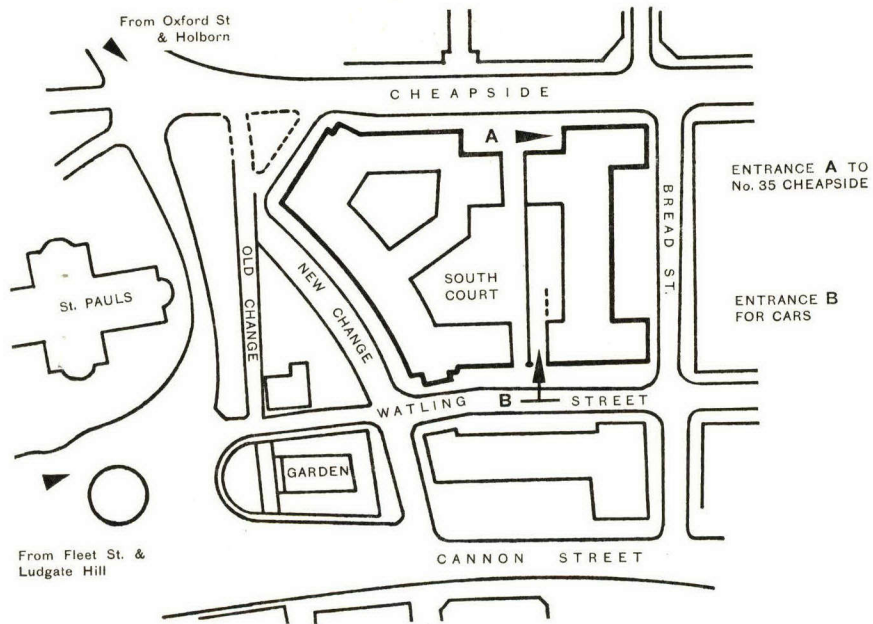 From Oxford St
& Holborn
CHEAPSIDE
A
ENTRANCE A TO
No. 35 CHEAPSIDE
BREAD ST.
OLD CHANGE
NEW CHANGE
St. PAULS
SOUTH
COURT
ENTRANCE B
FOR CARS
WATLING B STREET
GARDEN
From Fleet St. &
Ludgate Hill
CANNON STREET